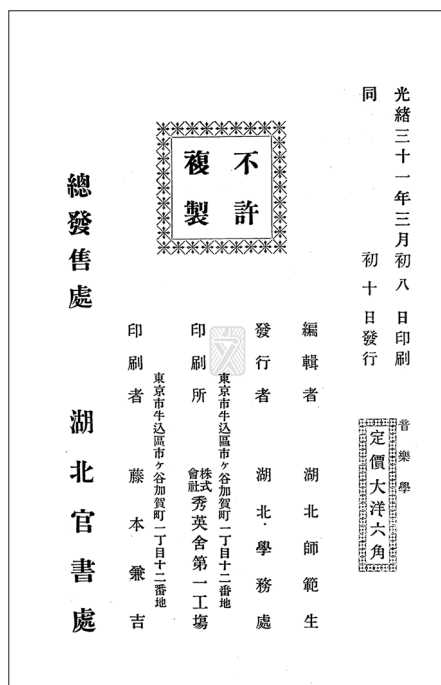 光緒三十一年三月初八日印刷
同初十日發行
音樂學
定價大洋六角
不許
複製
編輯者湖北師範生
發行者湖北學務處
東京市牛込區市ヶ谷加賀町一丁目十二番地
印刷所株式會社秀英舍第一工塲
東京市牛込區市ヶ谷加賀町一丁目十二番地
印刷者藤本兼吉
總發售處湖北官書處